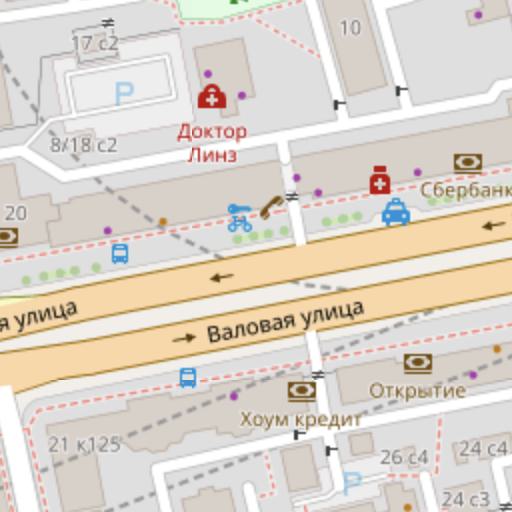 10
17 с2
P
Доктор
Линз
8/18 с2
Сбербанк
20
я улица
Валовая улица
Открытие
Хоум кредит
21 к125
26 с4
24 с4
P
24 с3